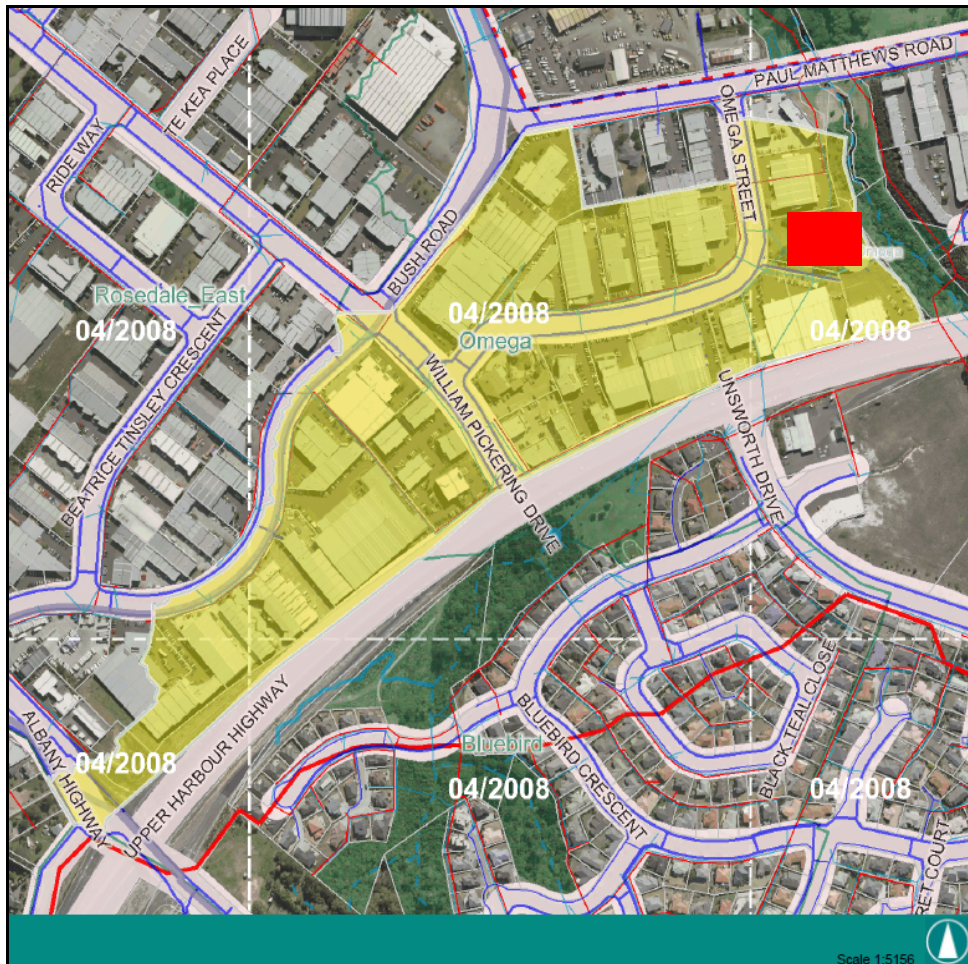 PAUL MATTHEWS ROAD
TE KEA PLACE
RIDE WAY
OMEGA STREET
BUSH ROAD
Rosedale East
04/2008
04/2008
Omega
04/2008
BEATRICE TINSLEY CRESCENT
WILLIAM PICKERING DRIVE
UNSWORTH DRIVE
ALBANY HIGHWAY
04/2008
UPPER HARBOUR HIGHWAY
Bluebird
04/2008
BLUEBIRD CRESCENT
BLACK TEAL CLOSE
04/2008
RET COURT
Scale 1:5156